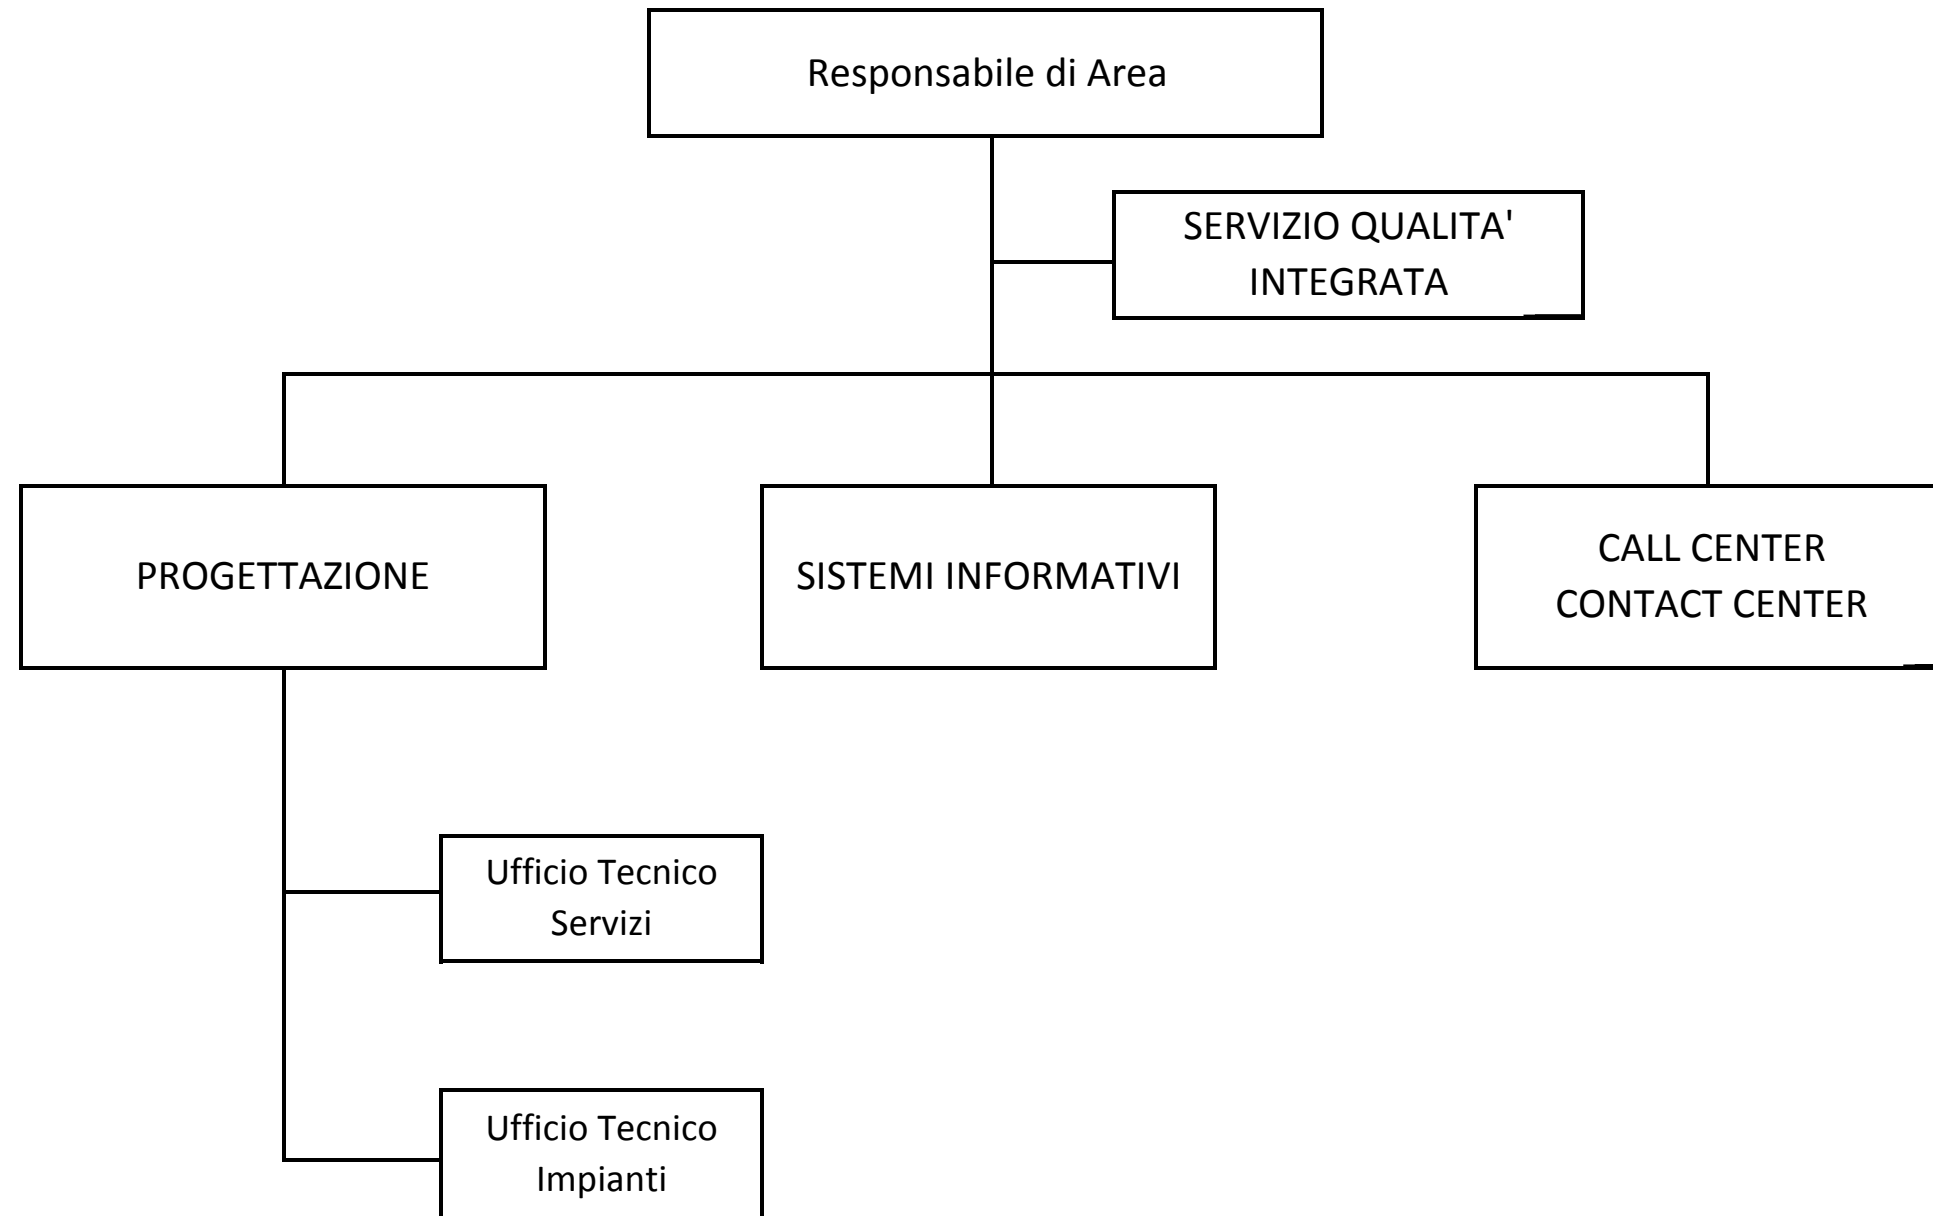 Responsabile di Area
SERVIZIO QUALITA'
INTEGRATA
PROGETTAZIONE
SISTEMI INFORMATIVI
CALL CENTER
CONTACT CENTER
Ufficio Tecnico
Servizi
Ufficio Tecnico
Impianti